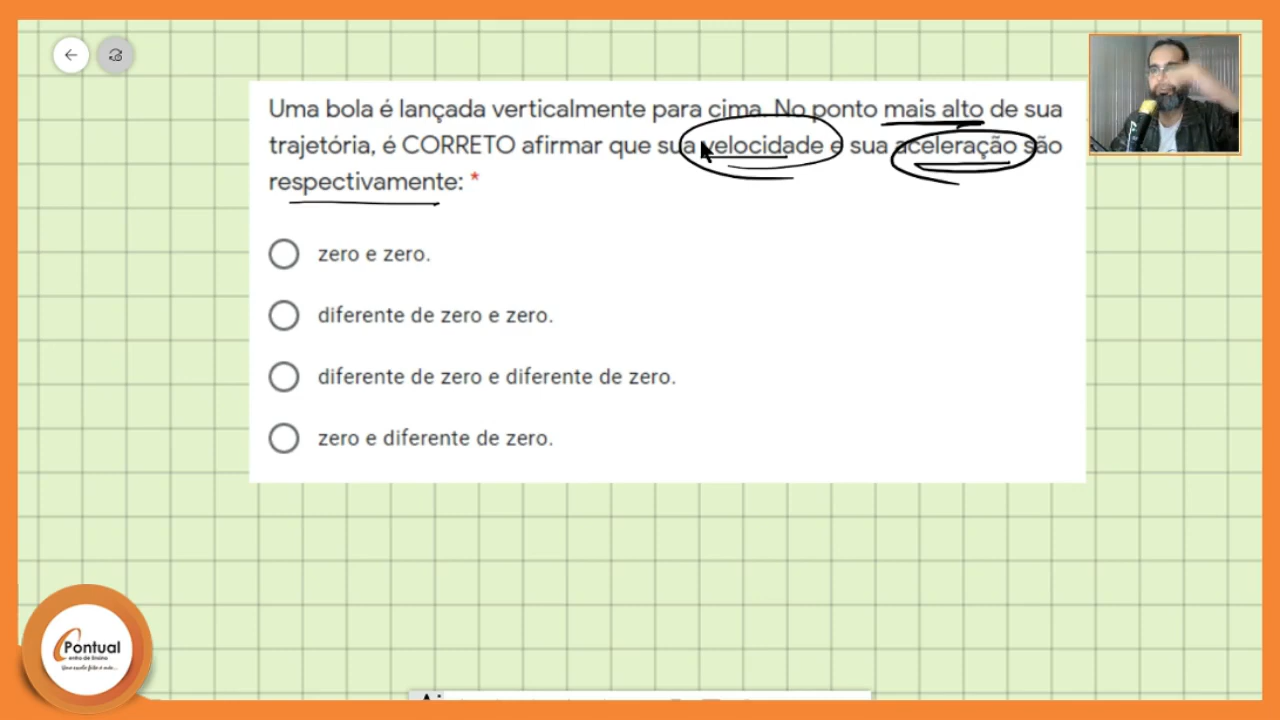 Uma bola é lançada verticalmente para cima. No ponto mais alto de sua
trajetória, é CORRETO afirmar que sua velocidade e sua aceleração são
respectivamente: *
zero e zero.
diferente de zero e zero.
diferente de zero e diferente de zero.
zero e diferente de zero.
Pontual